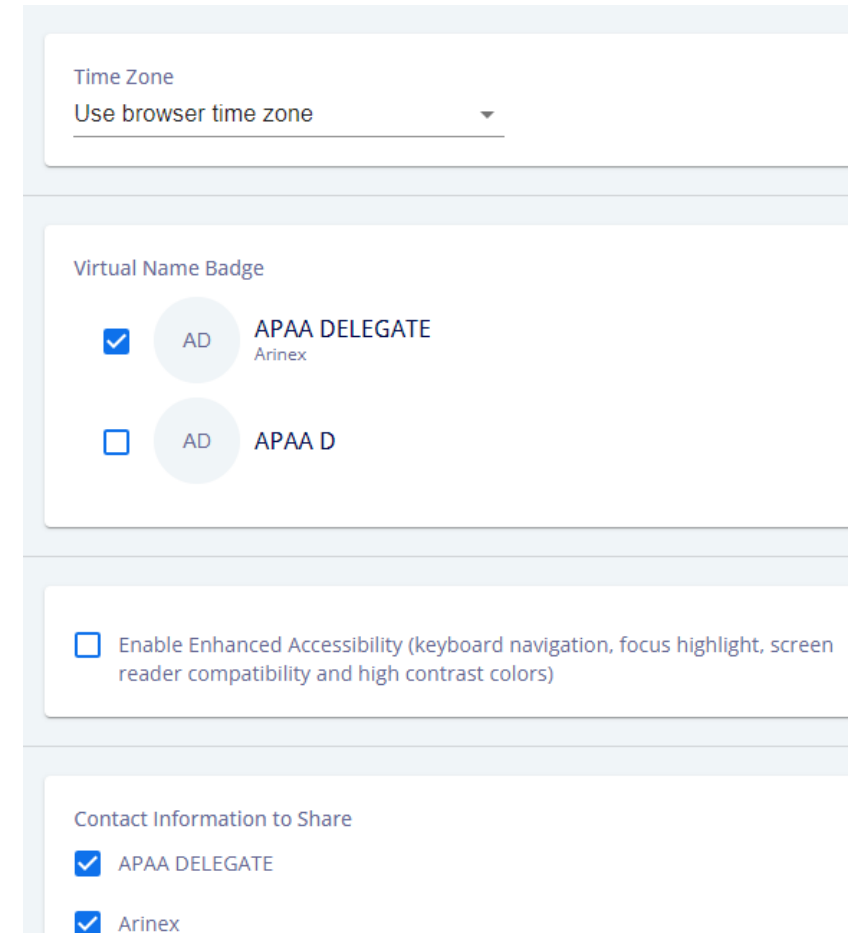 Time Zone
Use browser time zone
Virtual Name Badge
AD
APAA DELEGATE
Arinex
AD
APAA D
Enable Enhanced Accessibility (keyboard navigation, focus highlight, screen
reader compatibility and high contrast colors)
Contact Information to Share
APAA DELEGATE
Arinex